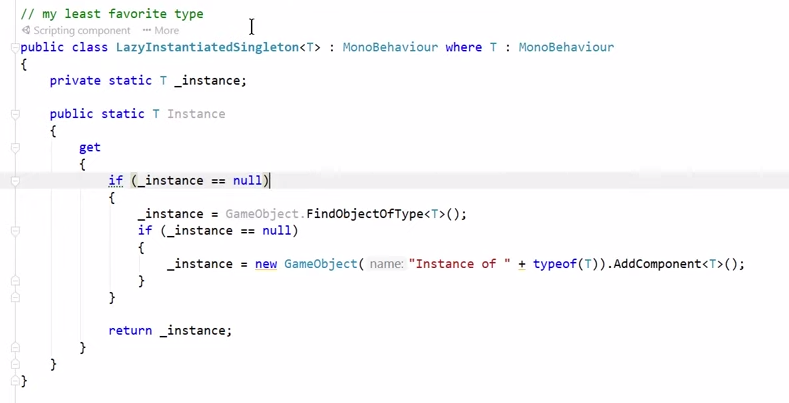 // my least favorite type
Scripting component ··· More
public class LazyInstantiatedSingleton<T> : MonoBehaviour where T : MonoBehaviour
{
private static T _instance;
public static T Instance
{
get
{
if (_instance == null)
{
_instance = GameObject.FindObjectOfType<T>();
if (_instance == null)
{
_instance = new GameObject( name: "Instance of " + typeof(T)).AddComponent<T>();
}
}
return _instance;
}
}
}